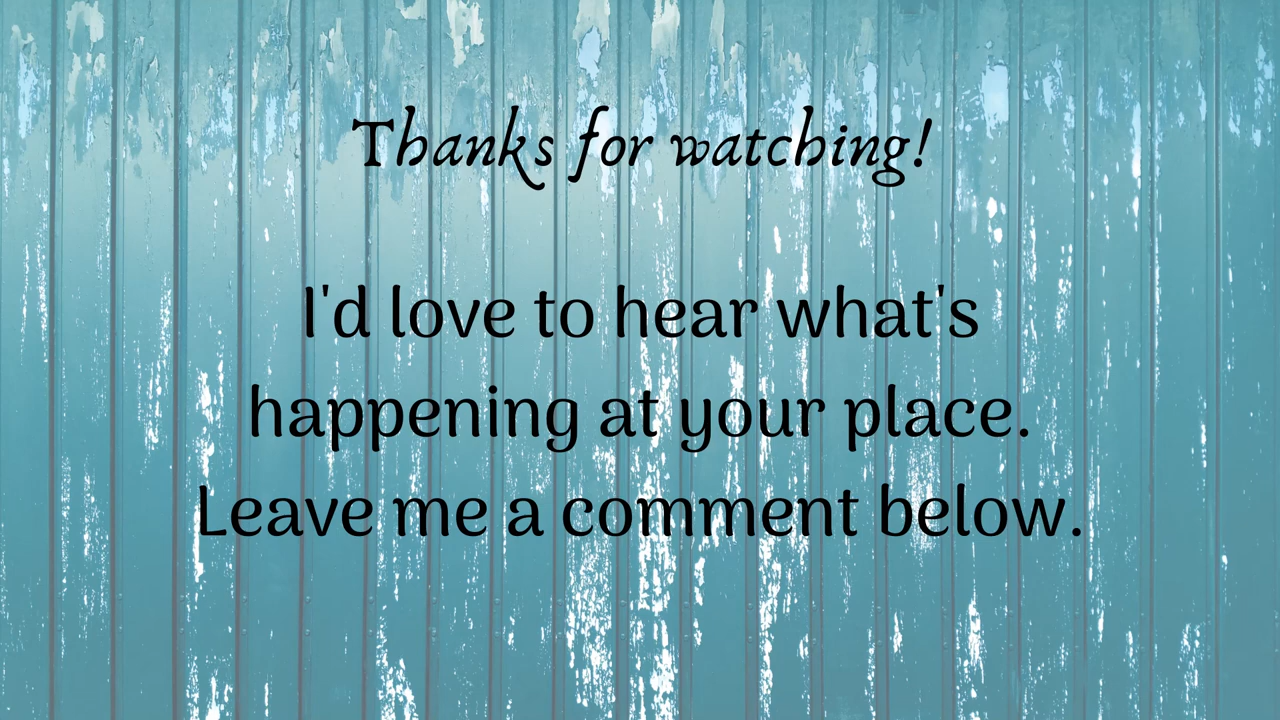 Thanks for watching!
I'd love to hear what's
happening at your place.
Leave me a comment below.